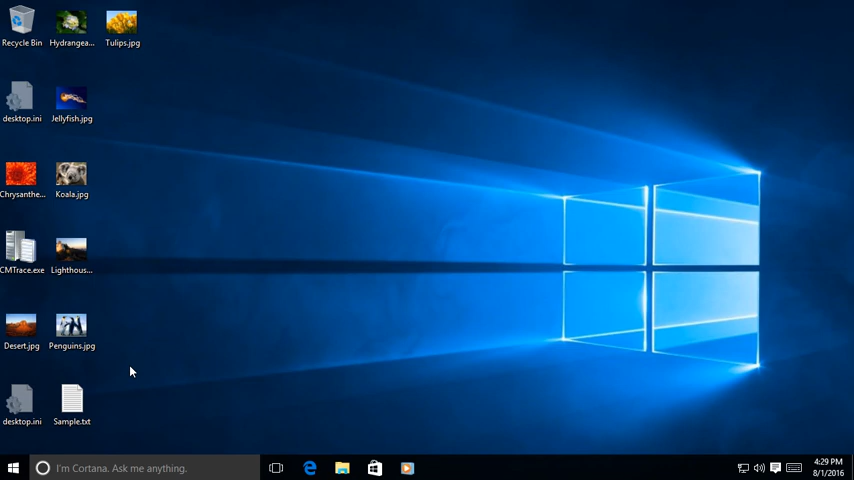 Recycle Bin
Hydrangea...
Tulips.jpg
desktop.ini
Jellyfish.jpg
Chrysanthe...
Koala.jpg
CMTrace.exe
Lighthous...
Desert.jpg
Penguins.jpg
desktop.ini
Sample.txt
I'm Cortana. Ask me anything.
4:29 PM
8/1/2016